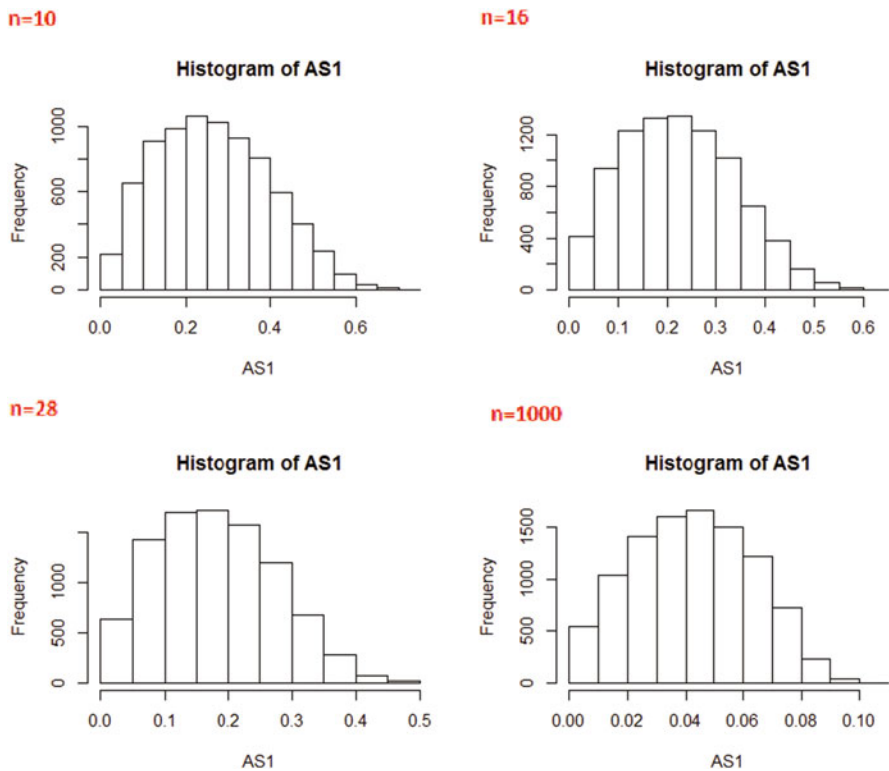 n=10
Histogram of AS1
Frequency
0 200 600 1000
0.0 0.2 0.4 0.6
AS1
n=16
Histogram of AS1
Frequency
0 400 800 1200
0.0 0.1 0.2 0.3 0.4 0.5 0.6
AS1
n=28
Histogram of AS1
Frequency
0 500 1000
0.0 0.1 0.2 0.3 0.4 0.5
AS1
n=1000
Histogram of AS1
Frequency
0 500 1000 1500
0.00 0.02 0.04 0.06 0.08 0.10
AS1